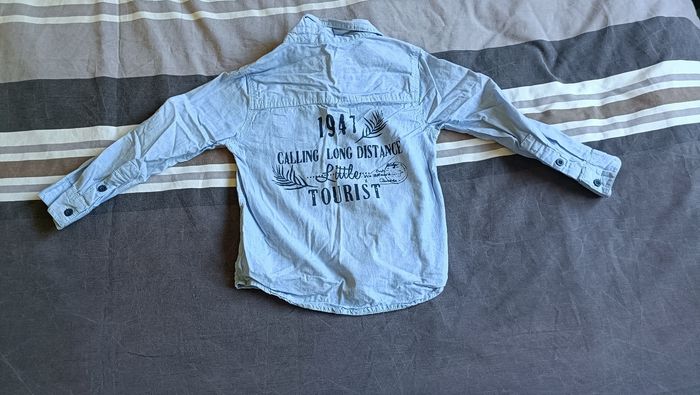 1947
CALLING LONG DISTANCE
...Little...
TOURIST